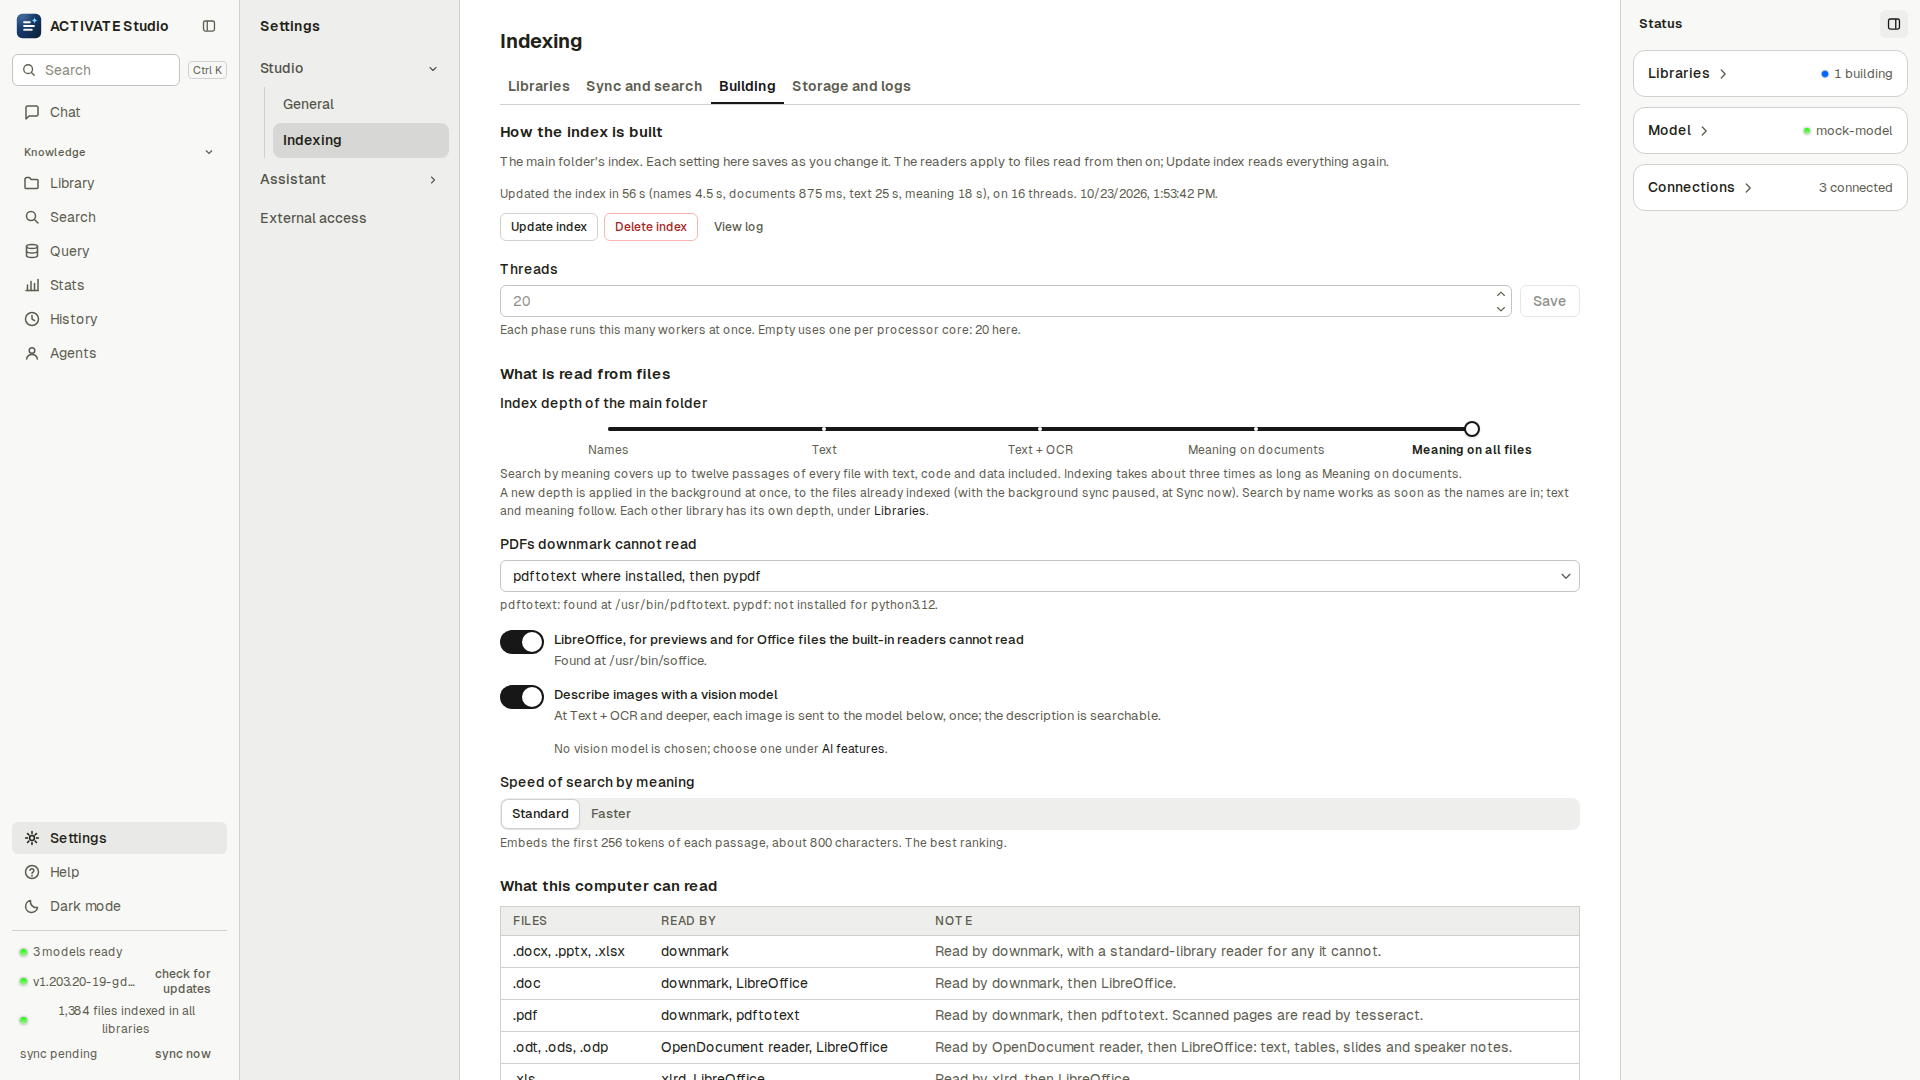 ACTIVATE Studio
Search
Ctrl K
Chat
Knowledge
Library
Search
Query
Stats
History
Agents
Settings
Help
Dark mode
3 models ready
v1.203.20-19-gd...
check for
updates
1,384 files indexed in all
libraries
sync pending
sync now
Settings
Studio
General
Indexing
Assistant
External access
Indexing
Libraries
Sync and search
Building
Storage and logs
How the index is built
The main folder's index. Each setting here saves as you change it. The readers apply to files read from then on; Update index reads everything again.
Updated the index in 56 s (names 4.5 s, documents 875 ms, text 25 s, meaning 18 s), on 16 threads. 10/23/2026, 1:53:42 PM.
Update index
Delete index
View log
Threads
20
Save
Each phase runs this many workers at once. Empty uses one per processor core: 20 here.
What is read from files
Index depth of the main folder
Names
Text
Text + OCR
Meaning on documents
Meaning on all files
Search by meaning covers up to twelve passages of every file with text, code and data included. Indexing takes about three times as long as Meaning on documents.
A new depth is applied in the background at once, to the files already indexed (with the background sync paused, at Sync now). Search by name works as soon as the names are in; text
and meaning follow. Each other library has its own depth, under Libraries.
PDFs downmark cannot read
pdftotext where installed, then pypdf
pdftotext: found at /usr/bin/pdftotext. pypdf: not installed for python3.12.
LibreOffice, for previews and for Office files the built-in readers cannot read
Found at /usr/bin/soffice.
Describe images with a vision model
At Text + OCR and deeper, each image is sent to the model below, once; the description is searchable.
No vision model is chosen; choose one under AI features.
Speed of search by meaning
Standard
Faster
Embeds the first 256 tokens of each passage, about 800 characters. The best ranking.
What this computer can read
FILES
READ BY
NOTE
.docx, .pptx, .xlsx
downmark
Read by downmark, with a standard-library reader for any it cannot.
.doc
downmark, LibreOffice
Read by downmark, then LibreOffice.
.pdf
downmark, pdftotext
Read by downmark, then pdftotext. Scanned pages are read by tesseract.
.odt, .ods, .odp
OpenDocument reader, LibreOffice
Read by OpenDocument reader, then LibreOffice: text, tables, slides and speaker notes.
.xls
xlrd, LibreOffice
Read by xlrd, then LibreOffice.
Status
Libraries
1 building
Model
mock-model
Connections
3 connected